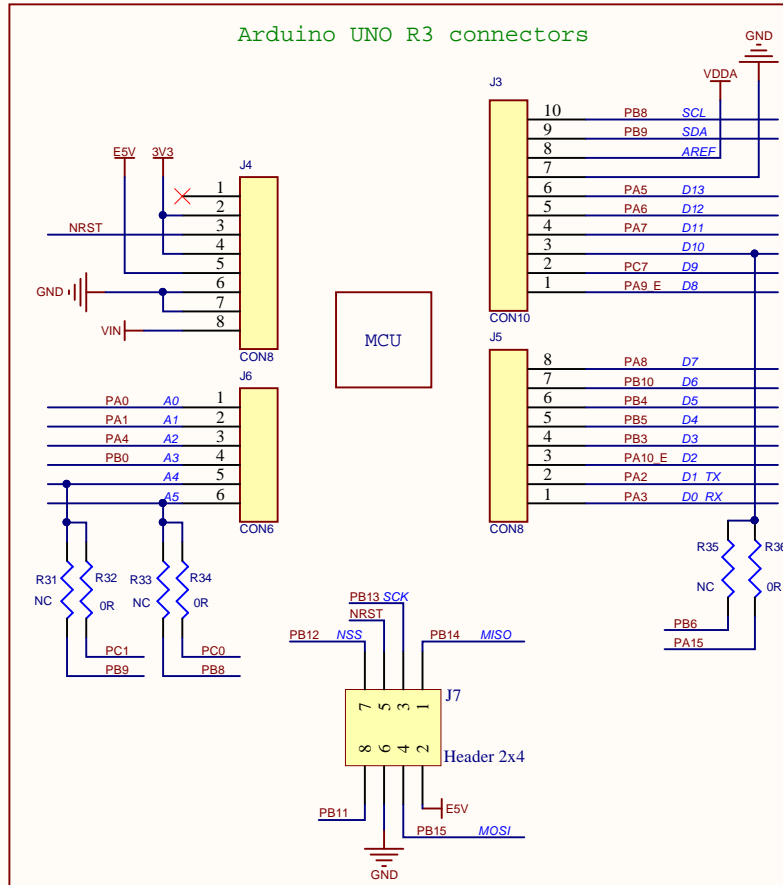 Arduino UNO R3 connectors
GND
VDDA
J3
10 PB8 SCL
9 PB9 SDA
8 AREF
7
6 PA5 D13
5 PA6 D12
4 PA7 D11
3 D10
2 PC7 D9
1 PA9_E D8
CON10
E5V 3V3
J4
1
2
NRST 3
4
5
GND 6
7
VIN 8
CON8
MCU
J5
8 PA8 D7
7 PB10 D6
6 PB4 D5
5 PB5 D4
4 PB3 D3
3 PA10_E D2
2 PA2 D1 TX
1 PA3 D0 RX
CON8
J6
PA0 A0 1
PA1 A1 2
PA4 A2 3
PB0 A3 4
A4 5
A5 6
CON6
R31 R32 R33 R34
NC 0R NC 0R
PC1 PC0
PB9 PB8
R35 R36
NC 0R
PB6
PA15
PB13 SCK
NRST
PB12 NSS PB14 MISO
J7
7 5 3 1
8 6 4 2
Header 2x4
E5V
PB11 PB15 MOSI
GND